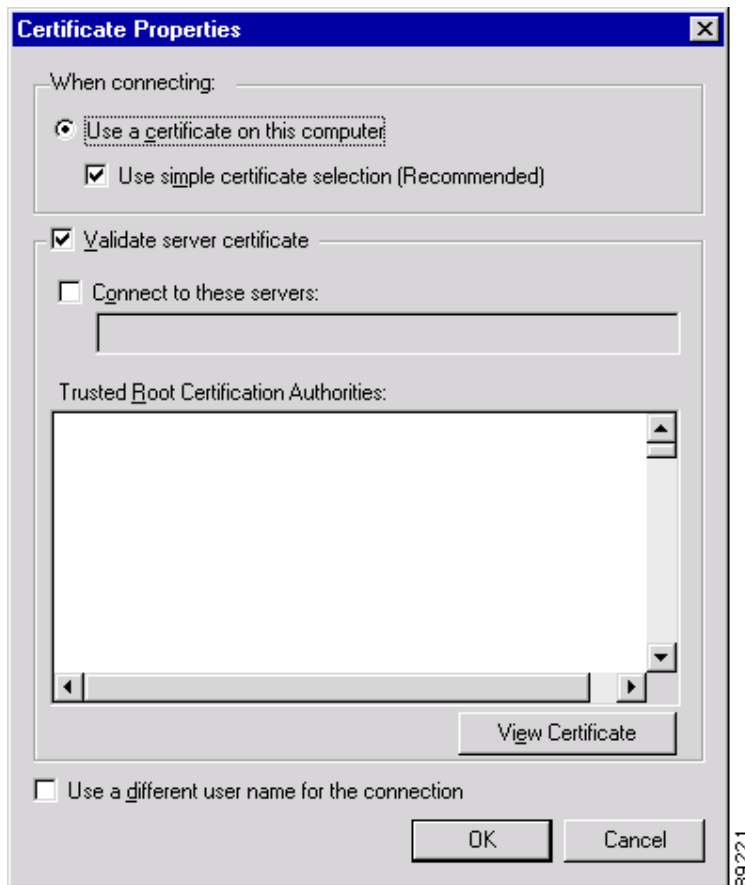 Certificate Properties
When connecting:
Use a certificate on this computer
Use simple certificate selection (Recommended)
Validate server certificate
Connect to these servers:
Trusted Root Certification Authorities:
View Certificate
Use a different user name for the connection
OK
Cancel
89221